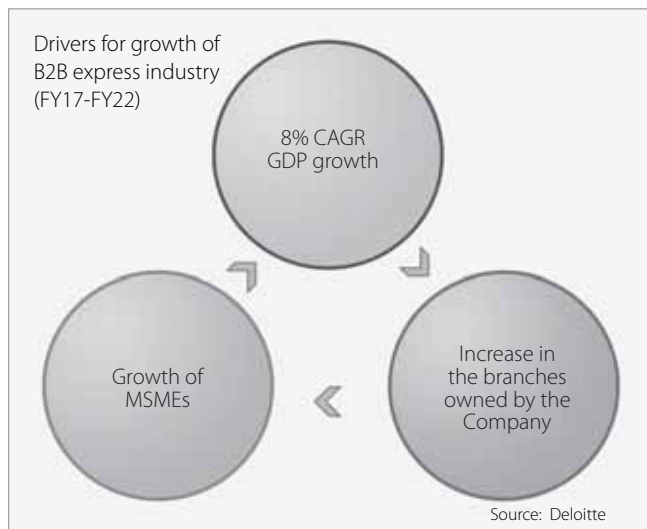 Drivers for growth of
B2B express industry
(FY17-FY22)
8% CAGR
GDP growth
Increase in
the branches
owned by the
Company
Growth of
MSMEs
Source: Deloitte